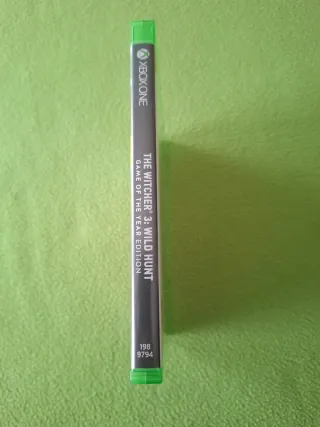 XBOX ONE
THE WITCHER® 3: WILD HUNT
GAME OF THE YEAR EDITION
198
9794